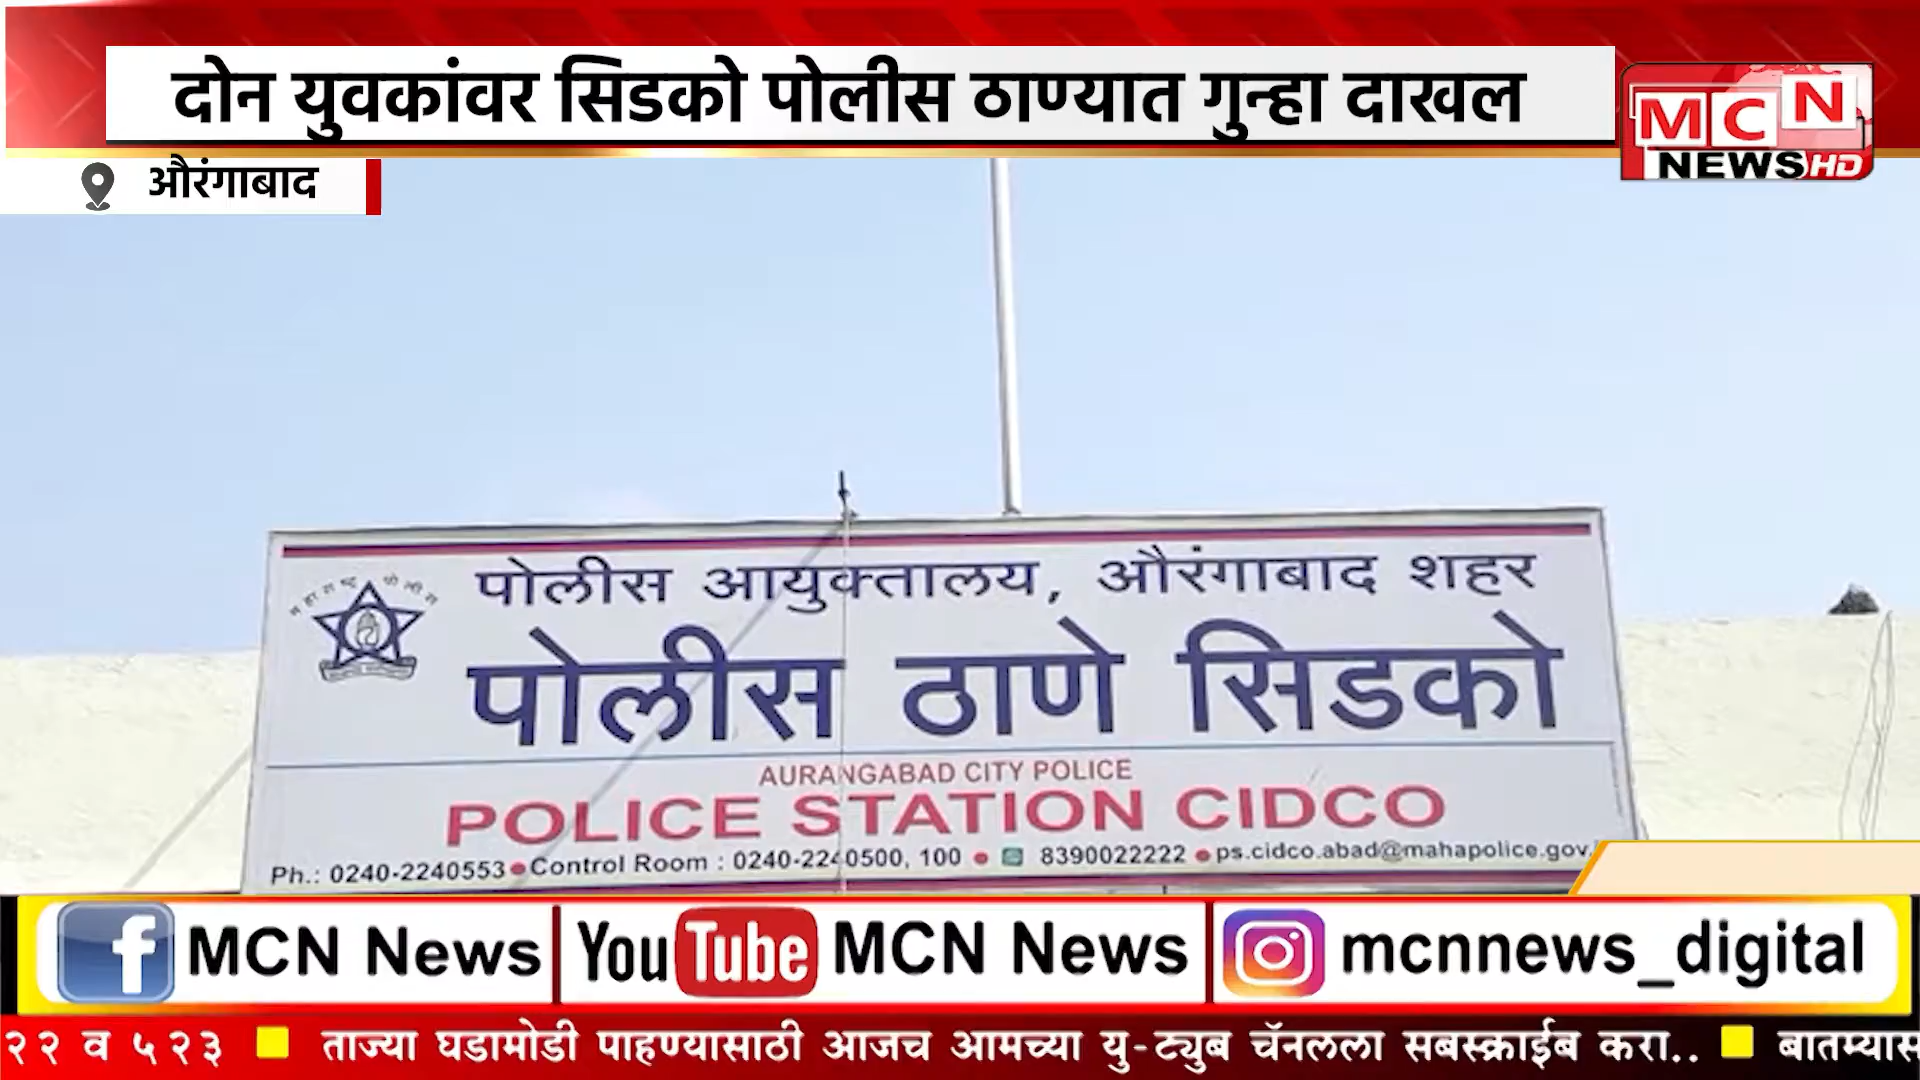 दोन युवकांवर सिडको पोलीस ठाण्यात गुन्हा दाखल
MCN
NEWS HD
औरंगाबाद
महाराष्ट्र पोलीस
पोलीस आयुक्तालय, औरंगाबाद शहर
पोलीस ठाणे सिडको
AURANGABAD CITY POLICE
POLICE STATION CIDCO
Ph.: 0240-2240553 • Control Room : 0240-2240500, 100 • 8390022222 • ps.cidco.abad@mahapolice.gov.
MCN News
YouTube MCN News
mcnnews_digital
२२ व ५२३ ताज्या घडामोडी पाहण्यासाठी आजच आमच्या यु-ट्युब चॅनलला सबस्क्राईब करा.. बातम्यास